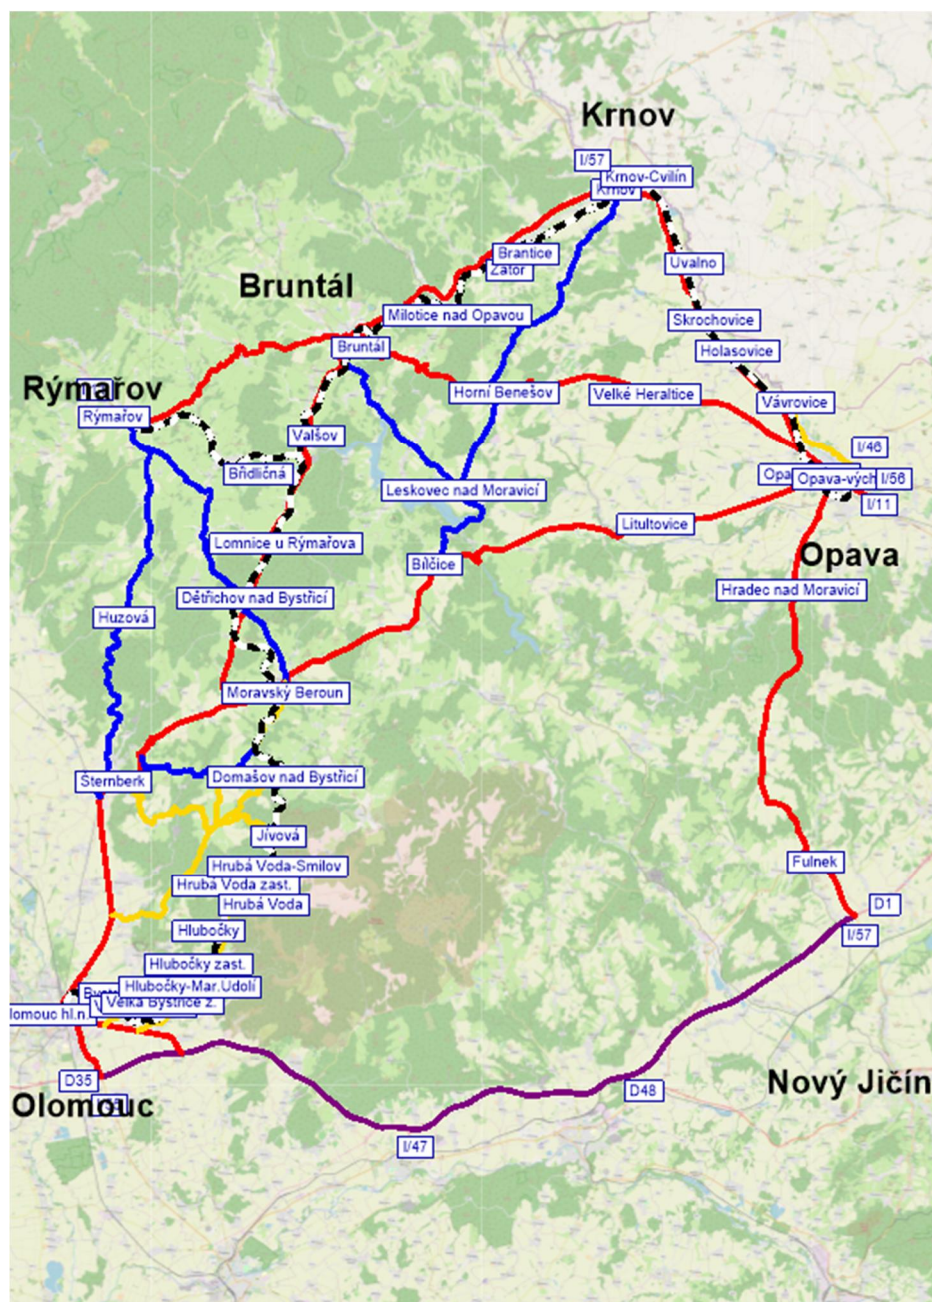 Krnov
I/57
Krnov-Cvilín
Krnov
Brantice
Zátor
Úvalno
Bruntál
Milotice nad Opavou
Skrochovice
Bruntál
Holasovice
Rýmařov
Horní Benešov
Velké Heraltice
Vávrovice
Rýmařov
Valšov
I/46
Břidličná
Opava-vých
I/56
Leskovec nad Moravicí
I/11
Litultovice
Lomnice u Rýmařova
Opava
Bílčice
Dětřichov nad Bystřicí
Hradec nad Moravicí
Huzová
Moravský Beroun
Šternberk
Domašov nad Bystřicí
Jívová
Hrubá Voda-Smilov
Fulnek
Hrubá Voda zast.
Hrubá Voda
D1
Hlubočky
I/57
Hlubočky zast.
Hlubočky-Mar.Údolí
Velká Bystřice z.
lomouc hl.n.
D35
Nový Jičín
D48
Olomouc
I/47